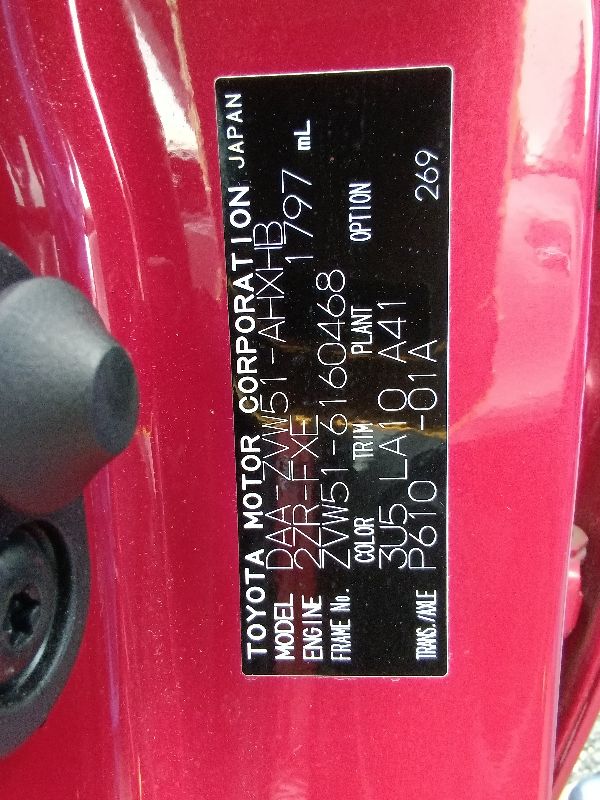 TOYOTA MOTOR CORPORATION JAPAN
MODEL DAA-ZVW51-AHXHB
ENGINE 2ZR-FXE 1797 mL
FRAME No. ZVW51-6160468
COLOR TRIM PLANT OPTION
3U5 LA10 A41
TRANS./AXLE P610 -01A 269